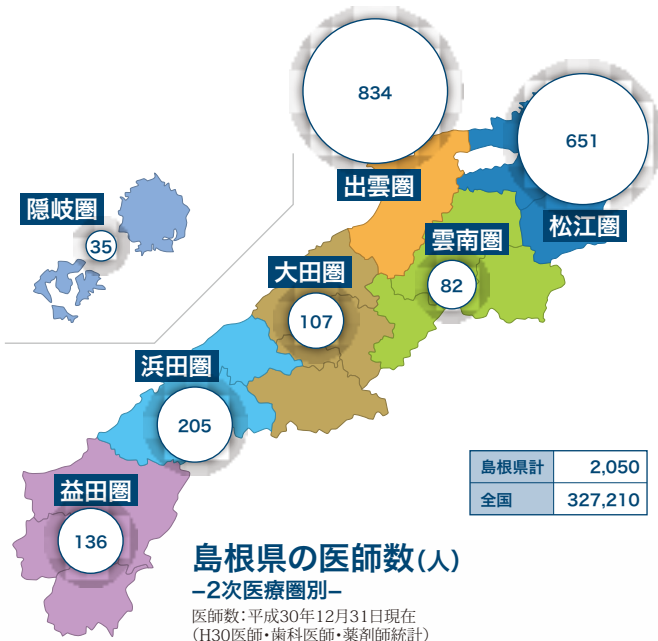 834
出雲圏
651
松江圏
隠岐圏
35
雲南圏
82
大田圏
107
浜田圏
205
益田圏
136
島根県計 2,050
全国 327,210
島根県の医師数(人)
−2次医療圏別−
医師数:平成30年12月31日現在
(H30医師・歯科医師・薬剤師統計)